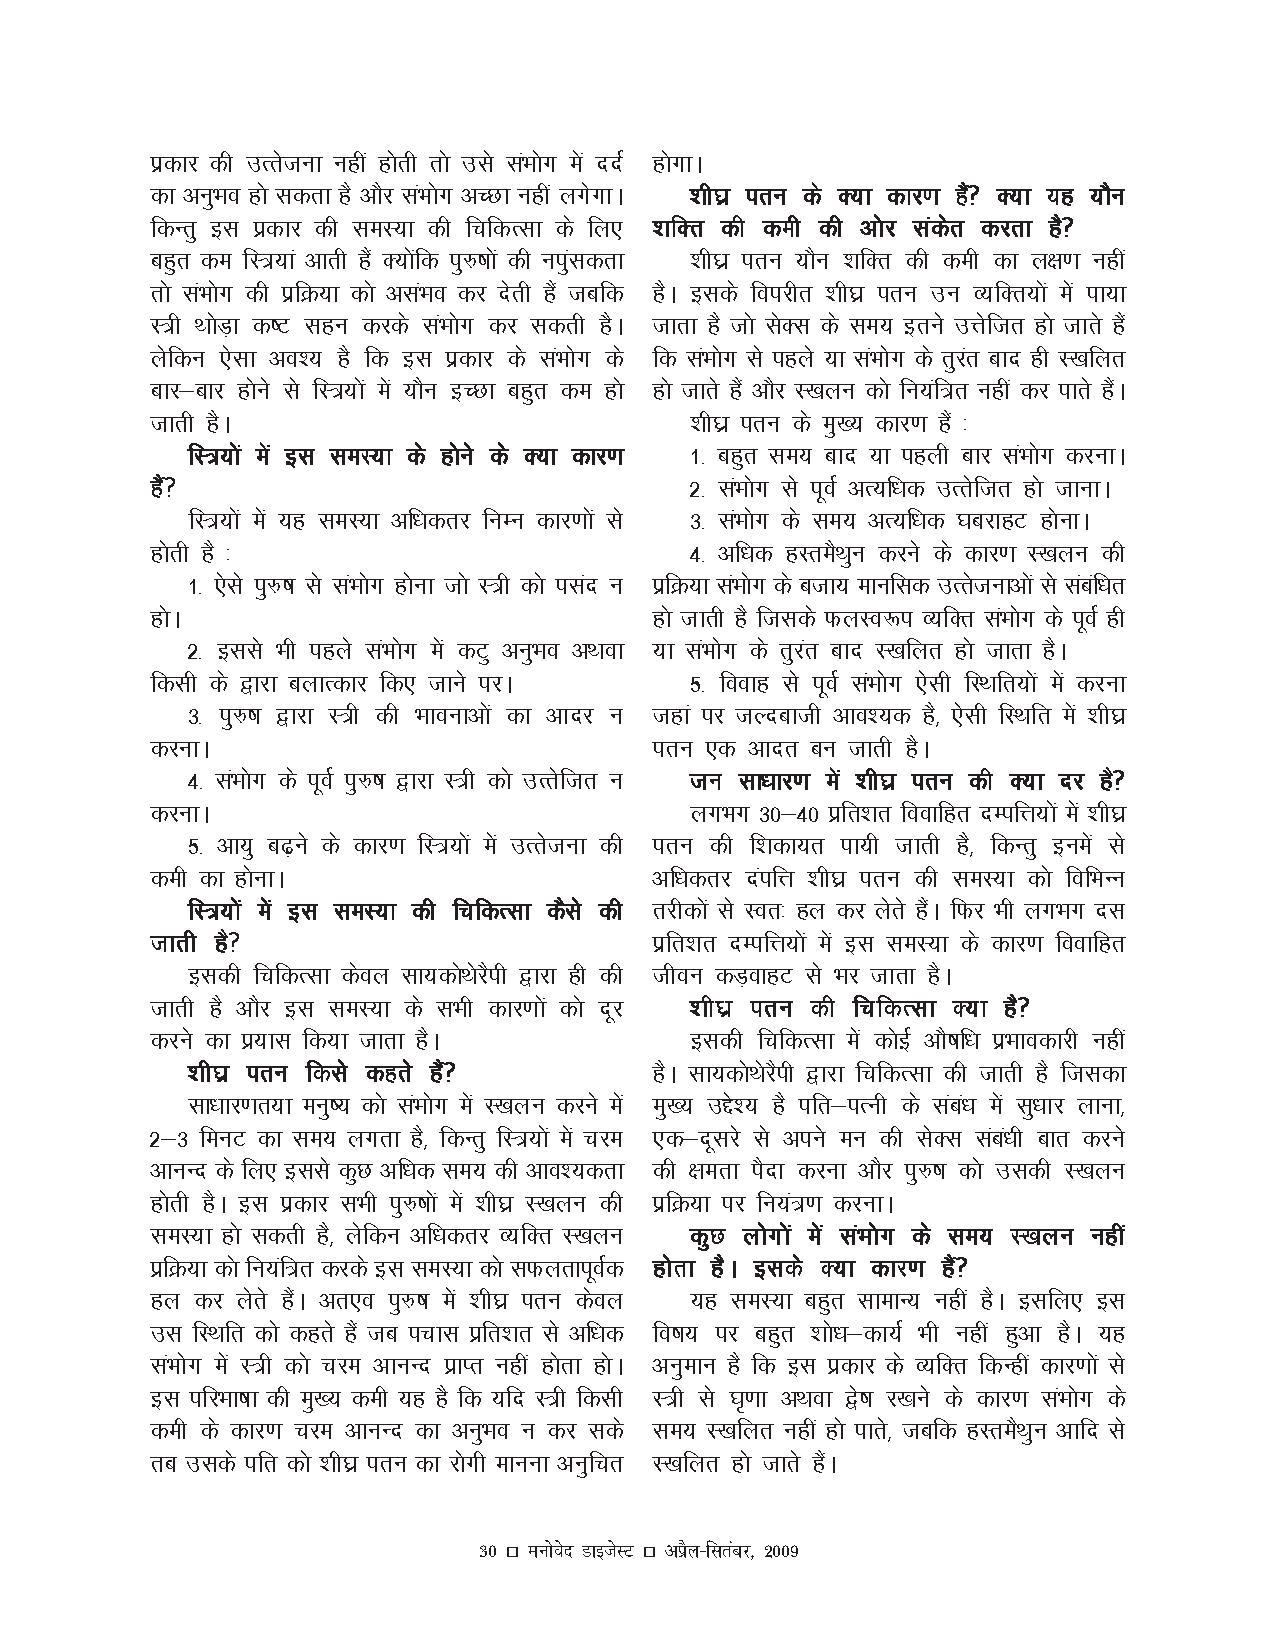 प्रकार की उत्तेजना नहीं होती तो उसे संभोग में दर्द
का अनुभव हो सकता है और संभोग अच्छा नहीं लगेगा।
किन्तु इस प्रकार की समस्या की चिकित्सा के लिए
बहुत कम स्त्रियां आती हैं क्योंकि पुरुषों की नपुंसकता
तो संभोग की प्रक्रिया को असंभव कर देती हैं जबकि
स्त्री थोड़ा कष्ट सहन करके संभोग कर सकती है।
लेकिन ऐसा अवश्य है कि इस प्रकार के संभोग के
बार–बार होने से स्त्रियों में यौन इच्छा बहुत कम हो
जाती है।
स्त्रियों में इस समस्या के होने के क्या कारण
हैं?
स्त्रियों में यह समस्या अधिकतर निम्न कारणों से
होती है :
1. ऐसे पुरुष से संभोग होना जो स्त्री को पसंद न
हो।
2. इससे भी पहले संभोग में कटु अनुभव अथवा
किसी के द्वारा बलात्कार किए जाने पर।
3. पुरुष द्वारा स्त्री की भावनाओं का आदर न
करना।
4. संभोग के पूर्व पुरुष द्वारा स्त्री को उत्तेजित न
करना।
5. आयु बढ़ने के कारण स्त्रियों में उत्तेजना की
कमी का होना।
स्त्रियों में इस समस्या की चिकित्सा कैसे की
जाती है?
इसकी चिकित्सा केवल सायकोथेरैपी द्वारा ही की
जाती है और इस समस्या के सभी कारणों को दूर
करने का प्रयास किया जाता है।
शीघ्र पतन किसे कहते हैं?
साधारणतया मनुष्य को संभोग में स्खलन करने में
2–3 मिनट का समय लगता है, किन्तु स्त्रियों में चरम
आनन्द के लिए इससे कुछ अधिक समय की आवश्यकता
होती है। इस प्रकार सभी पुरुषों में शीघ्र स्खलन की
समस्या हो सकती है, लेकिन अधिकतर व्यक्ति स्खलन
प्रक्रिया को नियंत्रित करके इस समस्या को सफलतापूर्वक
हल कर लेते हैं। अतएव पुरुष में शीघ्र पतन केवल
उस स्थिति को कहते हैं जब पचास प्रतिशत से अधिक
संभोग में स्त्री को चरम आनन्द प्राप्त नहीं होता हो।
इस परिभाषा की मुख्य कमी यह है कि यदि स्त्री किसी
कमी के कारण चरम आनन्द का अनुभव न कर सके
तब उसके पति को शीघ्र पतन का रोगी मानना अनुचित
होगा।
शीघ्र पतन के क्या कारण हैं? क्या यह यौन
शक्ति की कमी की ओर संकेत करता है?
शीघ्र पतन यौन शक्ति की कमी का लक्षण नहीं
है। इसके विपरीत शीघ्र पतन उन व्यक्तियों में पाया
जाता है जो सेक्स के समय इतने उत्तेजित हो जाते हैं
कि संभोग से पहले या संभोग के तुरंत बाद ही स्खलित
हो जाते हैं और स्खलन को नियंत्रित नहीं कर पाते हैं।
शीघ्र पतन के मुख्य कारण हैं :
1. बहुत समय बाद या पहली बार संभोग करना।
2. संभोग से पूर्व अत्यधिक उत्तेजित हो जाना।
3. संभोग के समय अत्यधिक घबराहट होना।
4. अधिक हस्तमैथुन करने के कारण स्खलन की
प्रक्रिया संभोग के बजाय मानसिक उत्तेजनाओं से संबंधित
हो जाती है जिसके फलस्वरूप व्यक्ति संभोग के पूर्व ही
या संभोग के तुरंत बाद स्खलित हो जाता है।
5. विवाह से पूर्व संभोग ऐसी स्थितियों में करना
जहां पर जल्दबाजी आवश्यक है, ऐसी स्थिति में शीघ्र
पतन एक आदत बन जाती है।
जन साधारण में शीघ्र पतन की क्या दर है?
लगभग 30–40 प्रतिशत विवाहित दम्पत्तियों में शीघ्र
पतन की शिकायत पायी जाती है, किन्तु इनमें से
अधिकतर दंपत्ति शीघ्र पतन की समस्या को विभिन्न
तरीकों से स्वतः हल कर लेते हैं। फिर भी लगभग दस
प्रतिशत दम्पत्तियों में इस समस्या के कारण विवाहित
जीवन कड़वाहट से भर जाता है।
शीघ्र पतन की चिकित्सा क्या है?
इसकी चिकित्सा में कोई औषधि प्रभावकारी नहीं
है। सायकोथेरैपी द्वारा चिकित्सा की जाती है जिसका
मुख्य उद्देश्य है पति–पत्नी के संबंध में सुधार लाना,
एक–दूसरे से अपने मन की सेक्स संबंधी बात करने
की क्षमता पैदा करना और पुरुष को उसकी स्खलन
प्रक्रिया पर नियंत्रण करना।
कुछ लोगों में संभोग के समय स्खलन नहीं
होता है। इसके क्या कारण हैं?
यह समस्या बहुत सामान्य नहीं है। इसलिए इस
विषय पर बहुत शोध–कार्य भी नहीं हुआ है। यह
अनुमान है कि इस प्रकार के व्यक्ति किन्हीं कारणों से
स्त्री से घृणा अथवा द्वेष रखने के कारण संभोग के
समय स्खलित नहीं हो पाते, जबकि हस्तमैथुन आदि से
स्खलित हो जाते हैं।
30 □ मनोवेद डाइजेस्ट □ अप्रैल-सितंबर, 2009